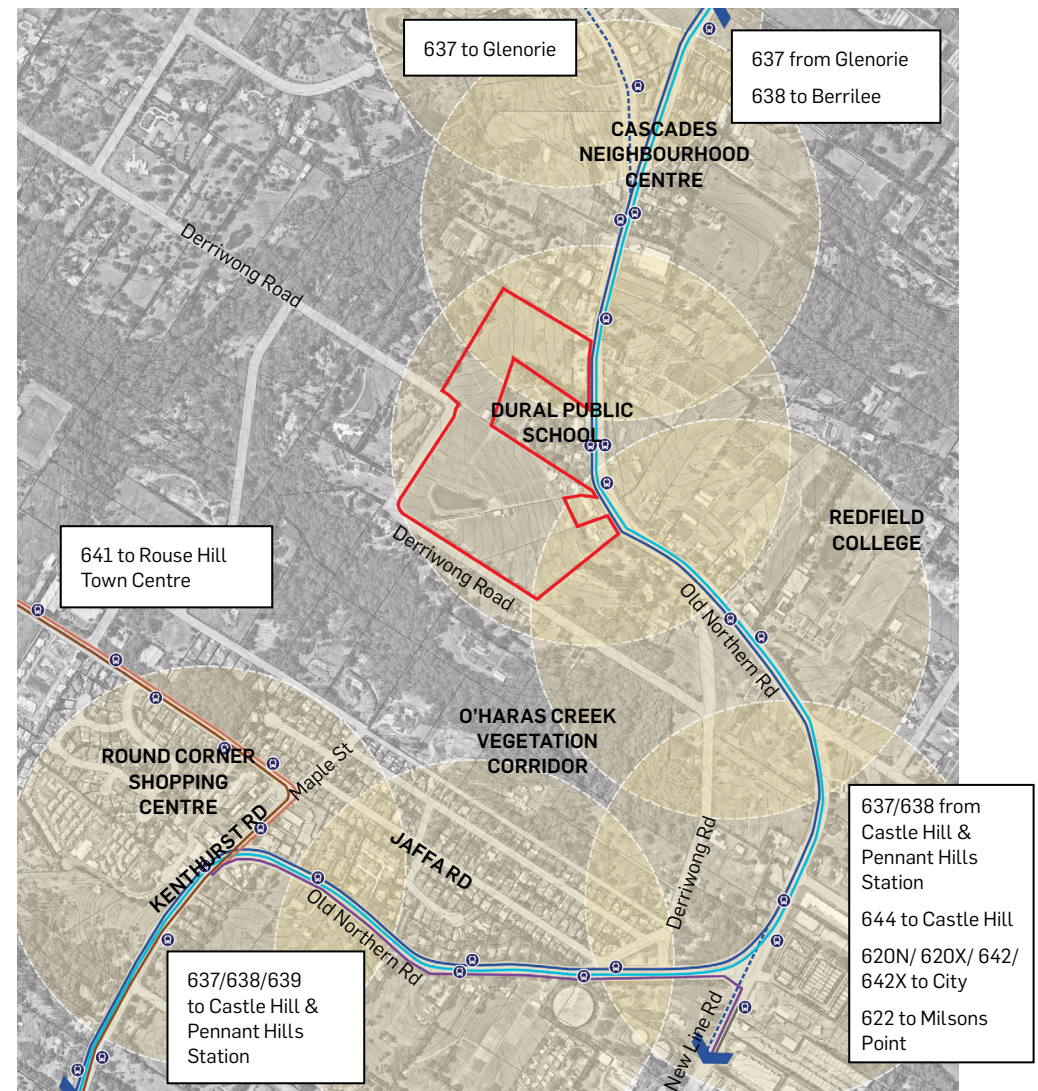 637 to Glenorie
637 from Glenorie
638 to Berrilee
CASCADES
NEIGHBOURHOOD
CENTRE
Derriwong Road
DURAL PUBLIC
SCHOOL
REDFIELD
COLLEGE
641 to Rouse Hill
Town Centre
Derriwong Road
Old Northern Rd
O'HARAS CREEK
VEGETATION
CORRIDOR
ROUND CORNER
SHOPPING
CENTRE
Maple St
KENTHURST RD
JAFFA RD
Derriwong Rd
637/638 from
Castle Hill &
Pennant Hills
Station
644 to Castle Hill
620N/ 620X/ 642/
642X to City
622 to Milsons
Point
Old Northern Rd
637/638/639
to Castle Hill &
Pennant Hills
Station
New Line Rd